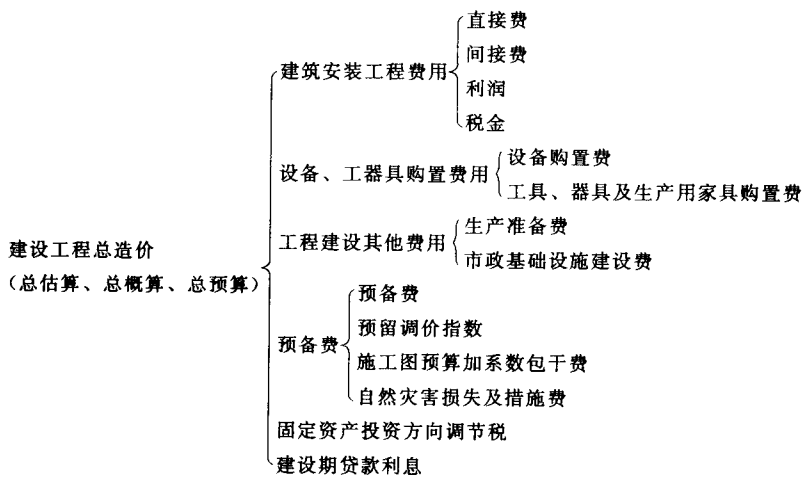 建设工程总造价
（总估算、总概算、总预算）
建筑安装工程费用
直接费
间接费
利润
税金
设备、工器具购置费用
设备购置费
工具、器具及生产用家具购置费
工程建设其他费用
生产准备费
市政基础设施建设费
预备费
预备费
预留调价指数
施工图预算加系数包干费
自然灾害损失及措施费
固定资产投资方向调节税
建设期贷款利息